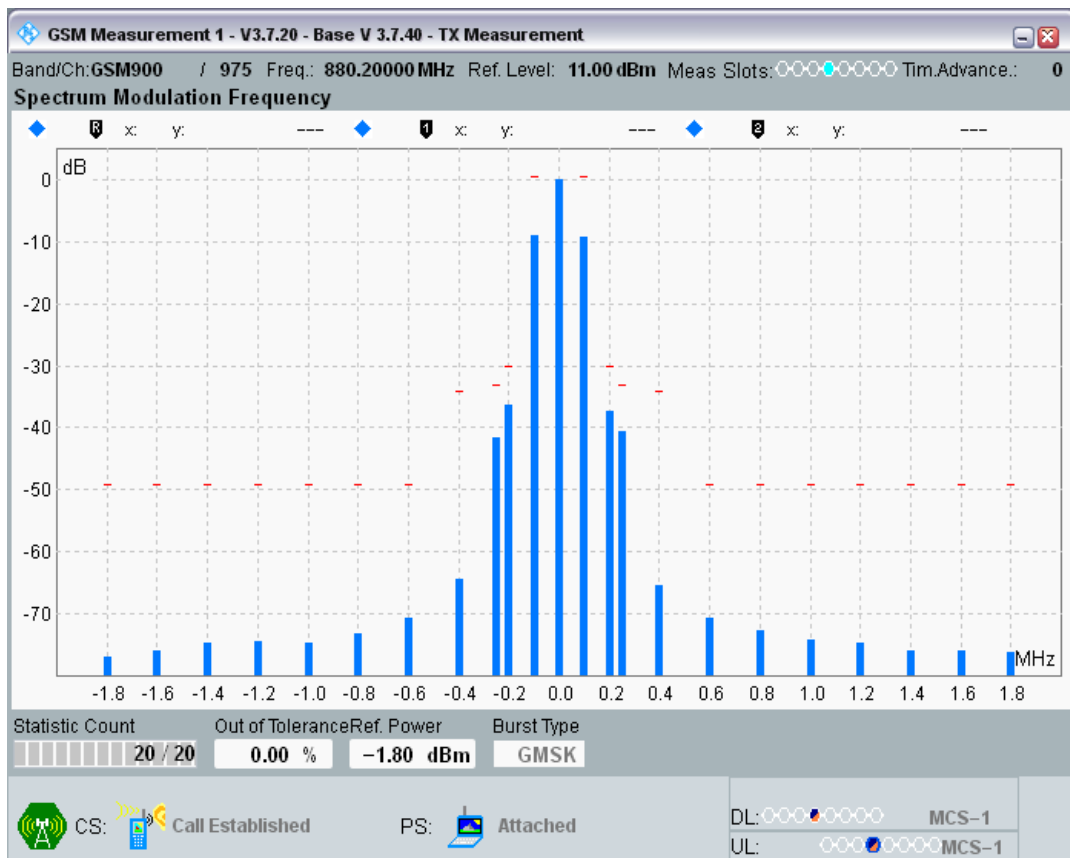 GSM Measurement 1 - V3.7.20 - Base V 3.7.40 - TX Measurement
Band/Ch:GSM900 / 975 Freq.: 880.20000 MHz Ref. Level: 11.00 dBm Meas Slots: Tim.Advance.: 0
Spectrum Modulation Frequency
R x: y: --- 1 x: y: --- 2 x: y: ---
dB
0
-10
-20
-30
-40
-50
-60
-70
MHz
-1.8 -1.6 -1.4 -1.2 -1.0 -0.8 -0.6 -0.4 -0.2 0.0 0.2 0.4 0.6 0.8 1.0 1.2 1.4 1.6 1.8
Statistic Count Out of Tolerance Ref. Power Burst Type
20 / 20 0.00 % −1.80 dBm GMSK
CS: Call Established PS: Attached DL: MCS−1
UL: MCS−1